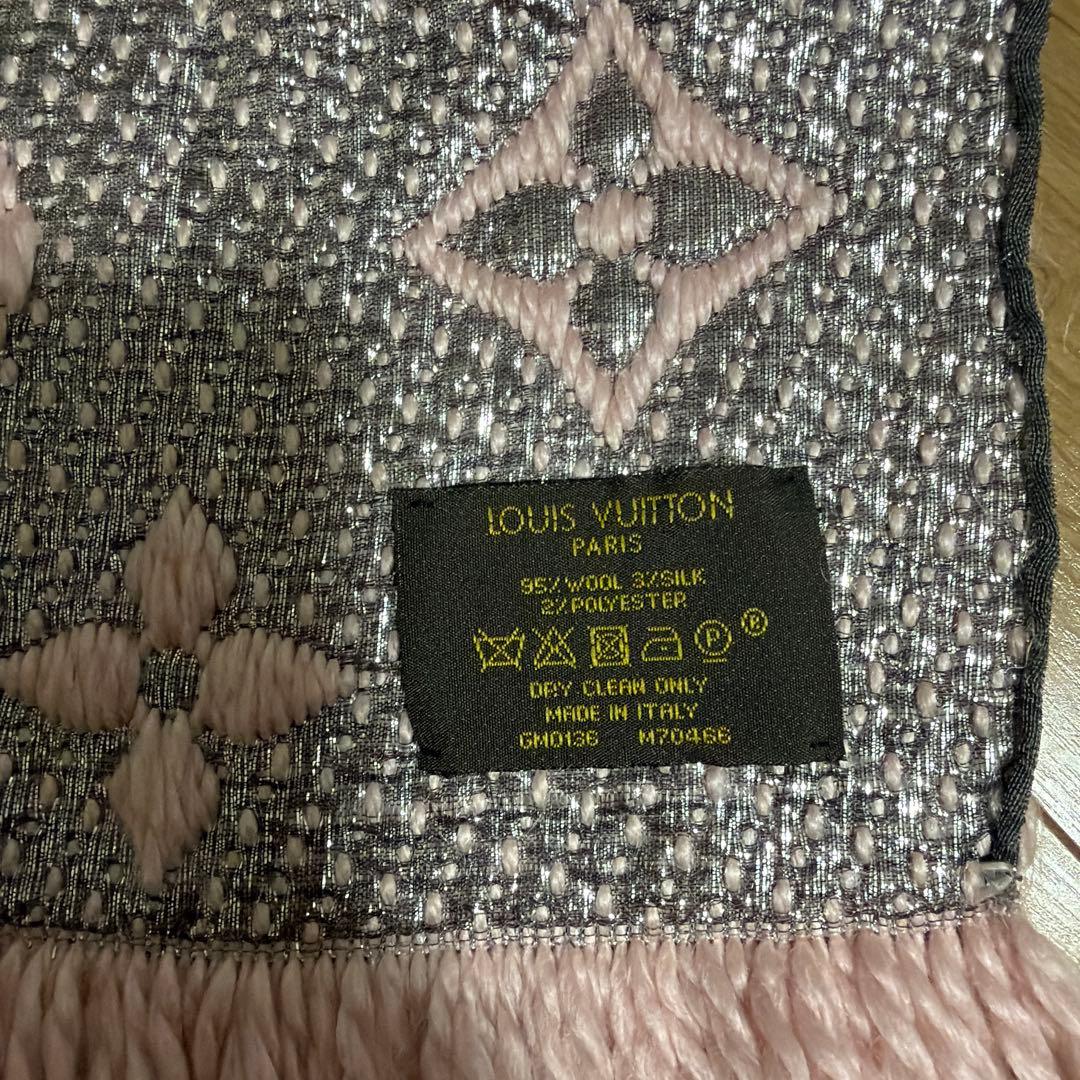 LOUIS VUITTON
PARIS
95% WOOL 3% SILK
2% POLYESTER
P ®
DRY CLEAN ONLY
MADE IN ITALY
GM0136 M70466